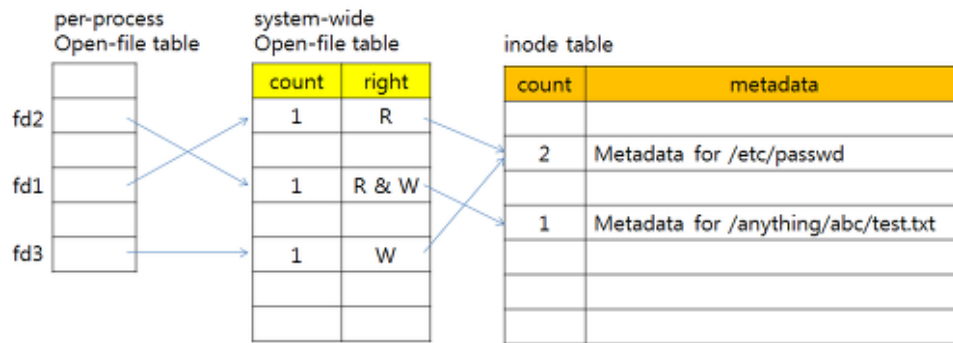 per-process
Open-file table
system-wide
Open-file table
inode table
count right
count metadata
fd2
1 R
2 Metadata for /etc/passwd
fd1
1 R & W
1 Metadata for /anything/abc/test.txt
fd3
1 W